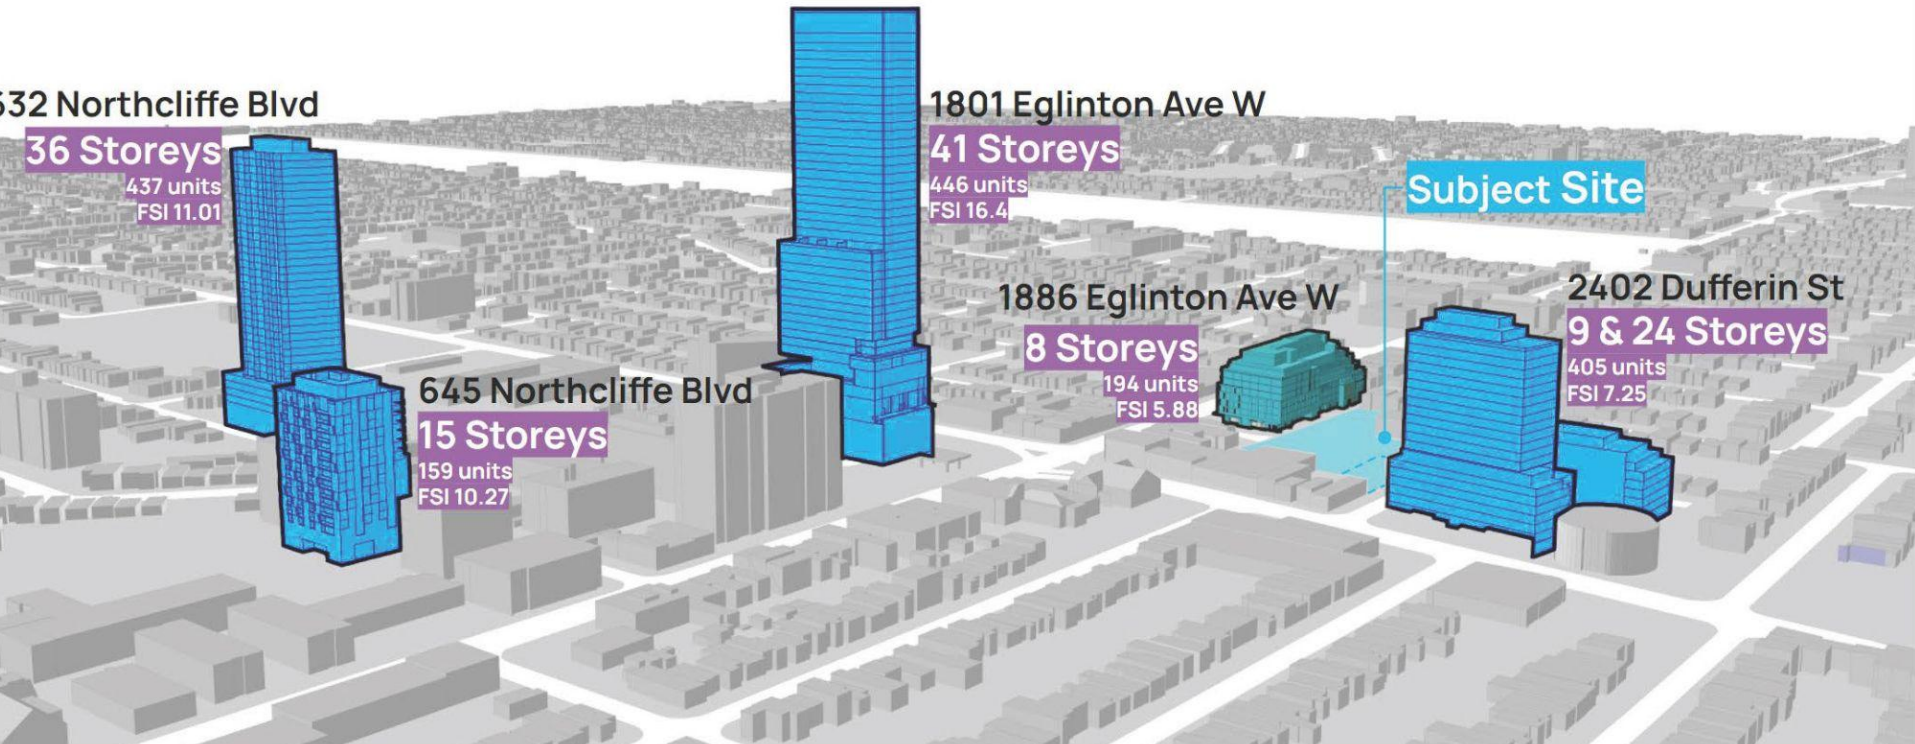 632 Northcliffe Blvd
36 Storeys
437 units
FSI 11.01
1801 Eglinton Ave W
41 Storeys
446 units
FSI 16.4
Subject Site
1886 Eglinton Ave W
8 Storeys
194 units
FSI 5.88
2402 Dufferin St
9 & 24 Storeys
405 units
FSI 7.25
645 Northcliffe Blvd
15 Storeys
159 units
FSI 10.27